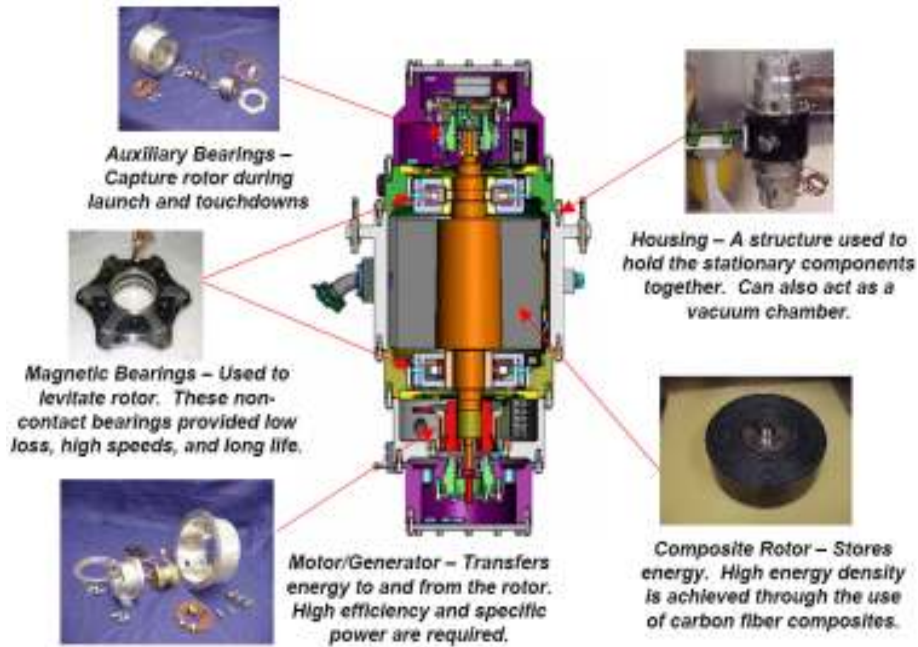 Auxiliary Bearings –
Capture rotor during
launch and touchdowns
Housing – A structure used to
hold the stationary components
together. Can also act as a
vacuum chamber.
Magnetic Bearings – Used to
levitate rotor. These non-
contact bearings provided low
loss, high speeds, and long life.
Motor/Generator – Transfers
energy to and from the rotor.
High efficiency and specific
power are required.
Composite Rotor – Stores
energy. High energy density
is achieved through the use
of carbon fiber composites.